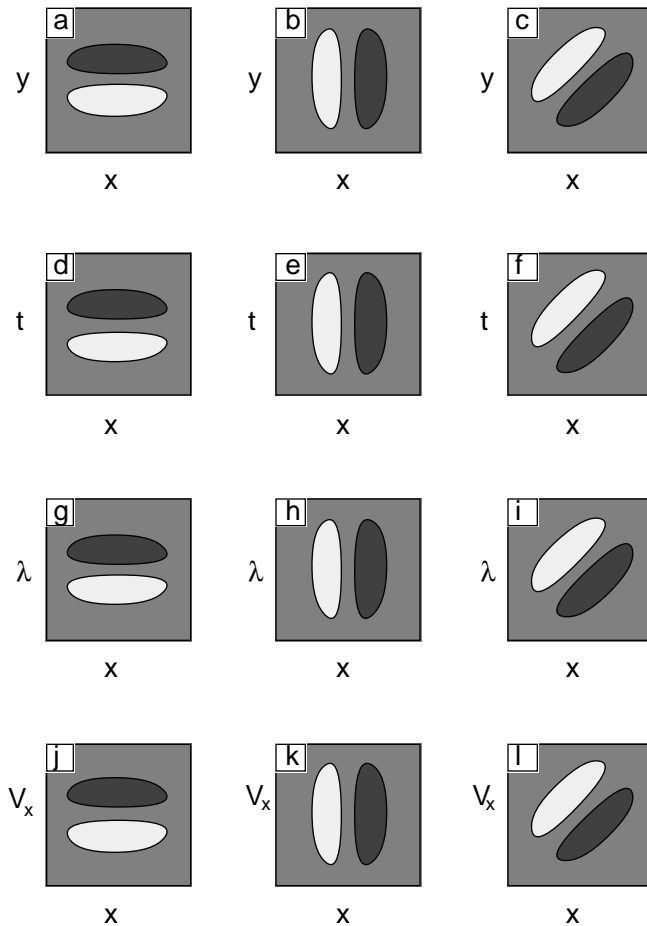 a b c
y y y
x x x
d e f
t t t
x x x
g h i
λ λ λ
x x x
j k l
Vx Vx Vx
x x x